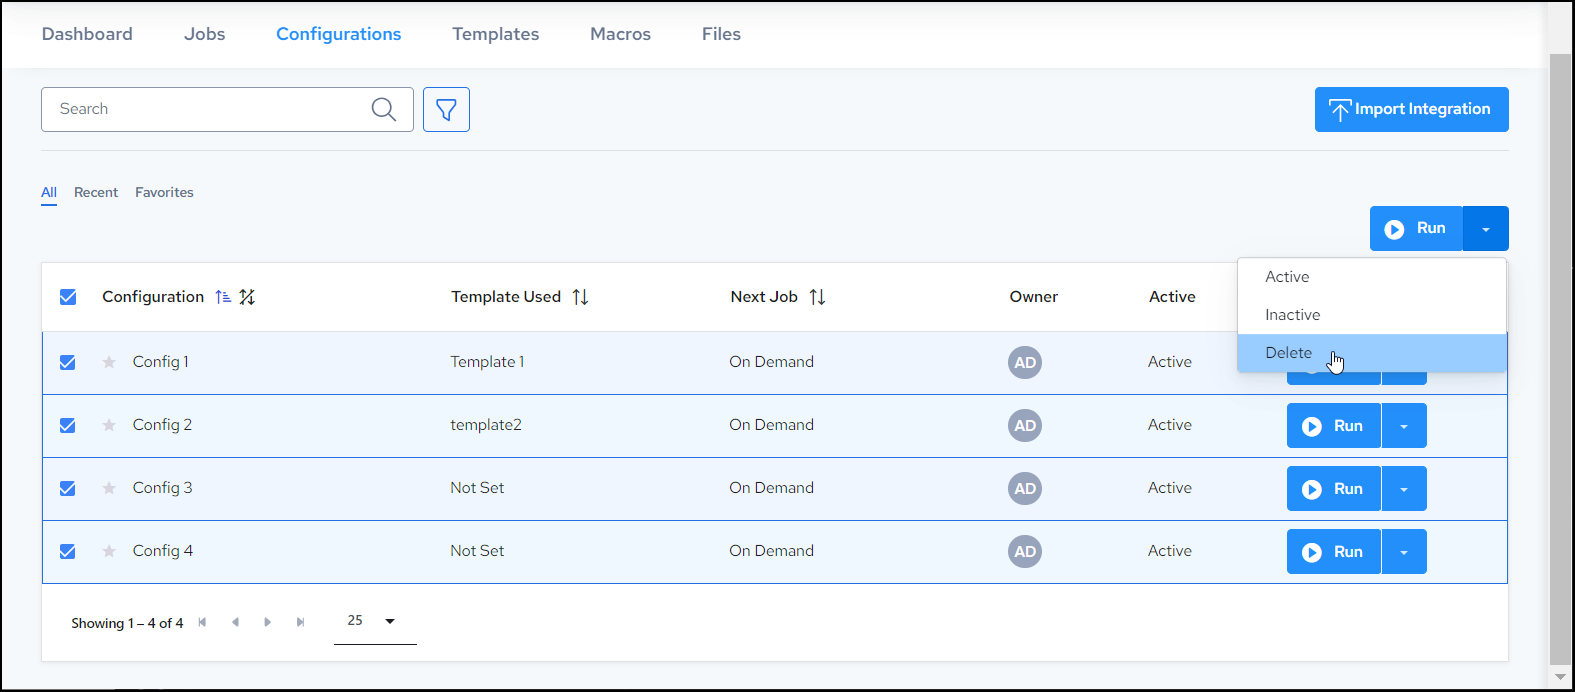 Dashboard Jobs Configurations Templates Macros Files
Search Import Integration
All Recent Favorites
Run
Active
Inactive
Delete
Configuration Template Used Next Job Owner Active
Config 1 Template 1 On Demand AD Active
Config 2 template2 On Demand AD Active Run
Config 3 Not Set On Demand AD Active Run
Config 4 Not Set On Demand AD Active Run
Showing 1 – 4 of 4 25